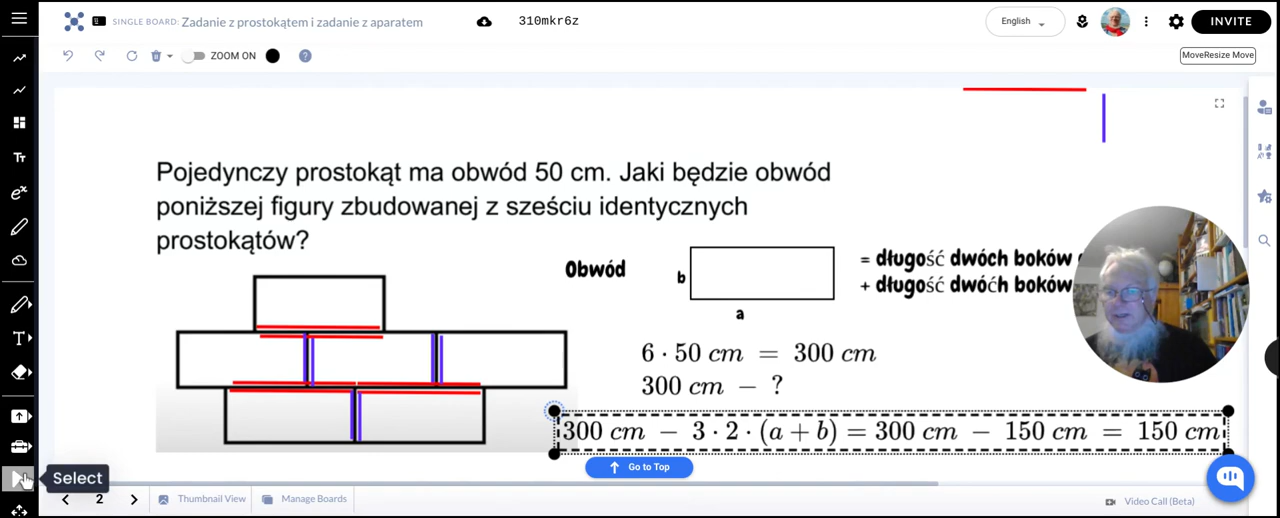 SINGLE BOARD: Zadanie z prostokątem i zadanie z aparatem
310mkr6z
English
INVITE
ZOOM ON
?
MoveResize Move
Pojedynczy prostokąt ma obwód 50 cm. Jaki będzie obwód
poniższej figury zbudowanej z sześciu identycznych
prostokątów?
Obwód
b
a
= długość dwóch boków
+ długość dwóćh boków
6 · 50 cm = 300 cm
300 cm − ?
300 cm − 3 · 2 · (a + b) = 300 cm − 150 cm = 150 cm
Go to Top
Select
2
Thumbnail View
Manage Boards
Video Call (Beta)
Tт
eˣ
T